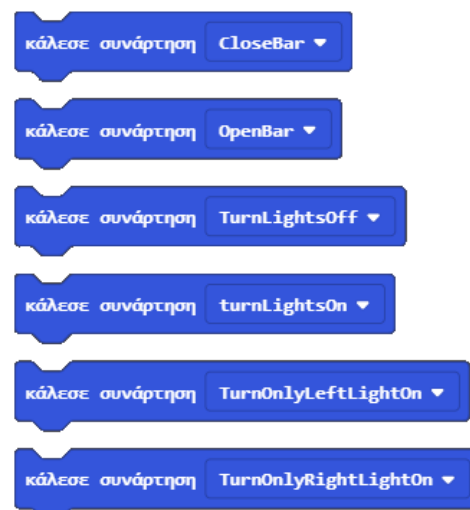 κάλεσε συνάρτηση CloseBar
κάλεσε συνάρτηση OpenBar
κάλεσε συνάρτηση TurnLightsOff
κάλεσε συνάρτηση turnLightsOn
κάλεσε συνάρτηση TurnOnlyLeftLightOn
κάλεσε συνάρτηση TurnOnlyRightLightOn